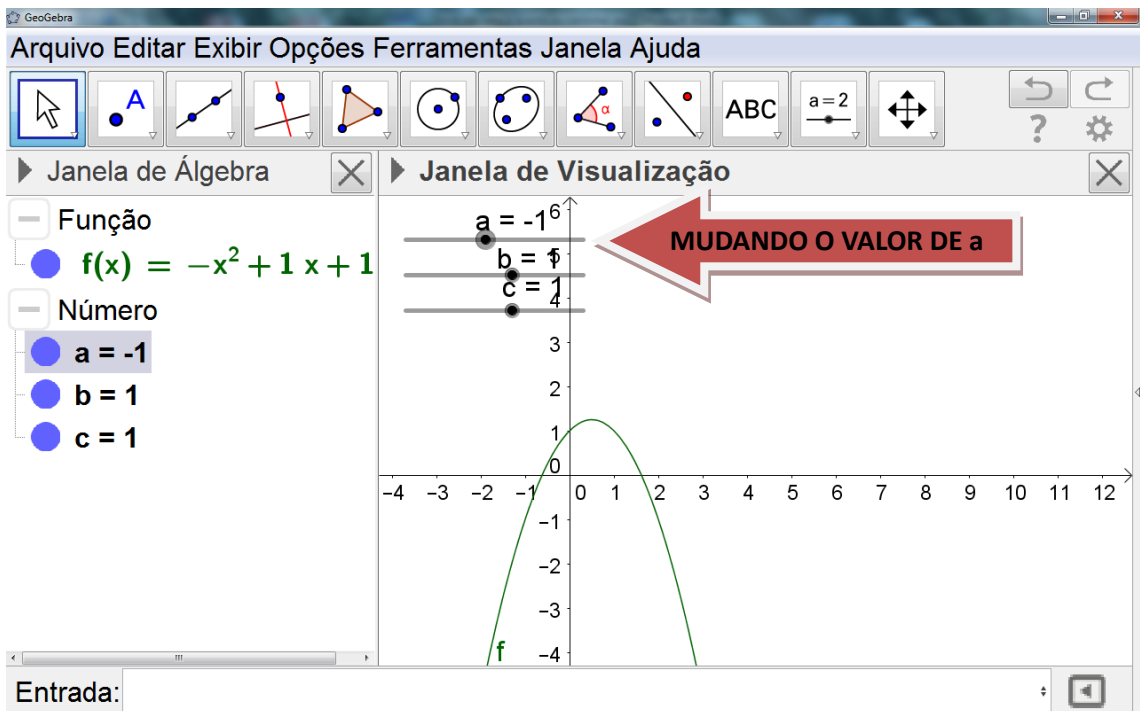 GeoGebra
Arquivo Editar Exibir Opções Ferramentas Janela Ajuda
A
α
ABC
a = 2
?
Janela de Álgebra
Janela de Visualização
Função
f(x) = −x² + 1 x + 1
Número
a = -1
b = 1
c = 1
a = -1
b = 1
c = 1
MUDANDO O VALOR DE a
6
5
4
3
2
1
0
−4 −3 −2 −1 0 1 2 3 4 5 6 7 8 9 10 11 12
−1
−2
−3
−4
f
Entrada: